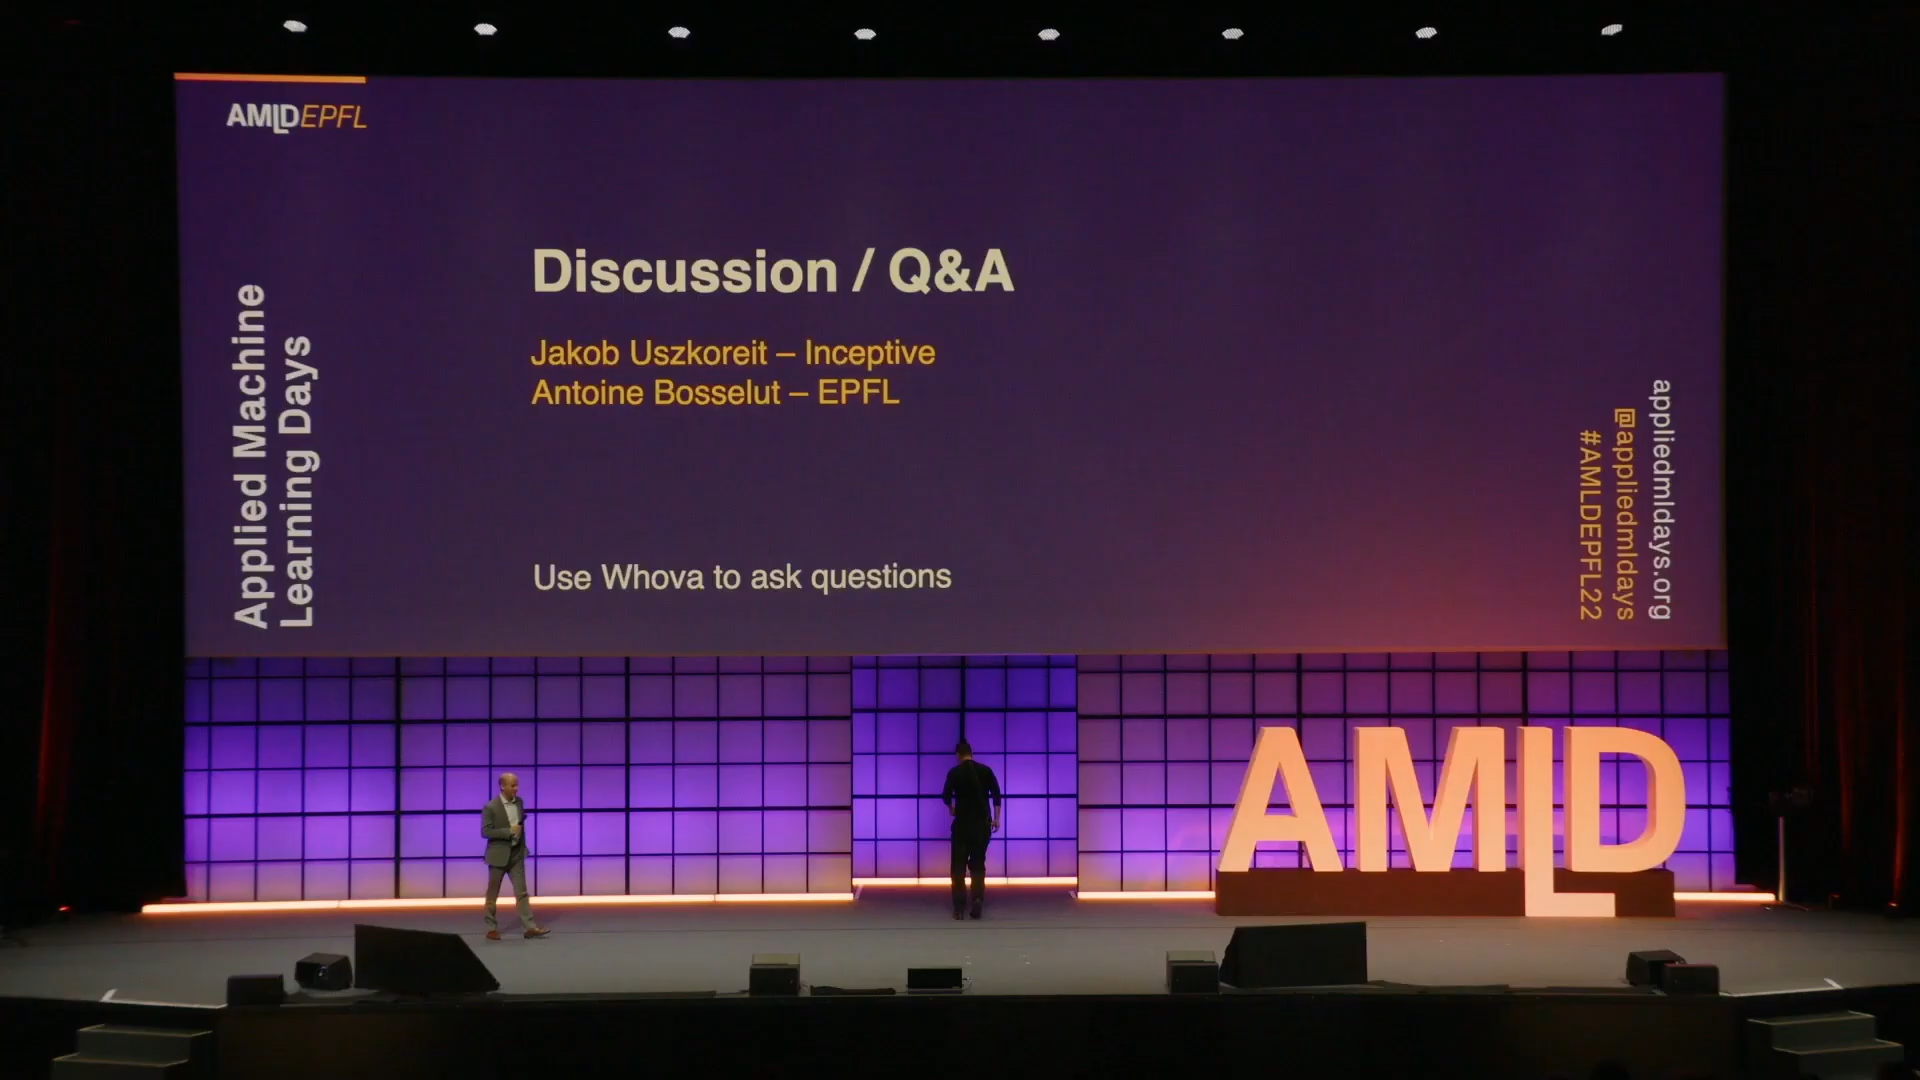 AMLDEPFL
Applied Machine
Learning Days
Discussion / Q&A
Jakob Uszkoreit – Inceptive
Antoine Bosselut – EPFL
Use Whova to ask questions
appliedmldays.org
@appliedmldays
#AMLDEPFL22
AMLD